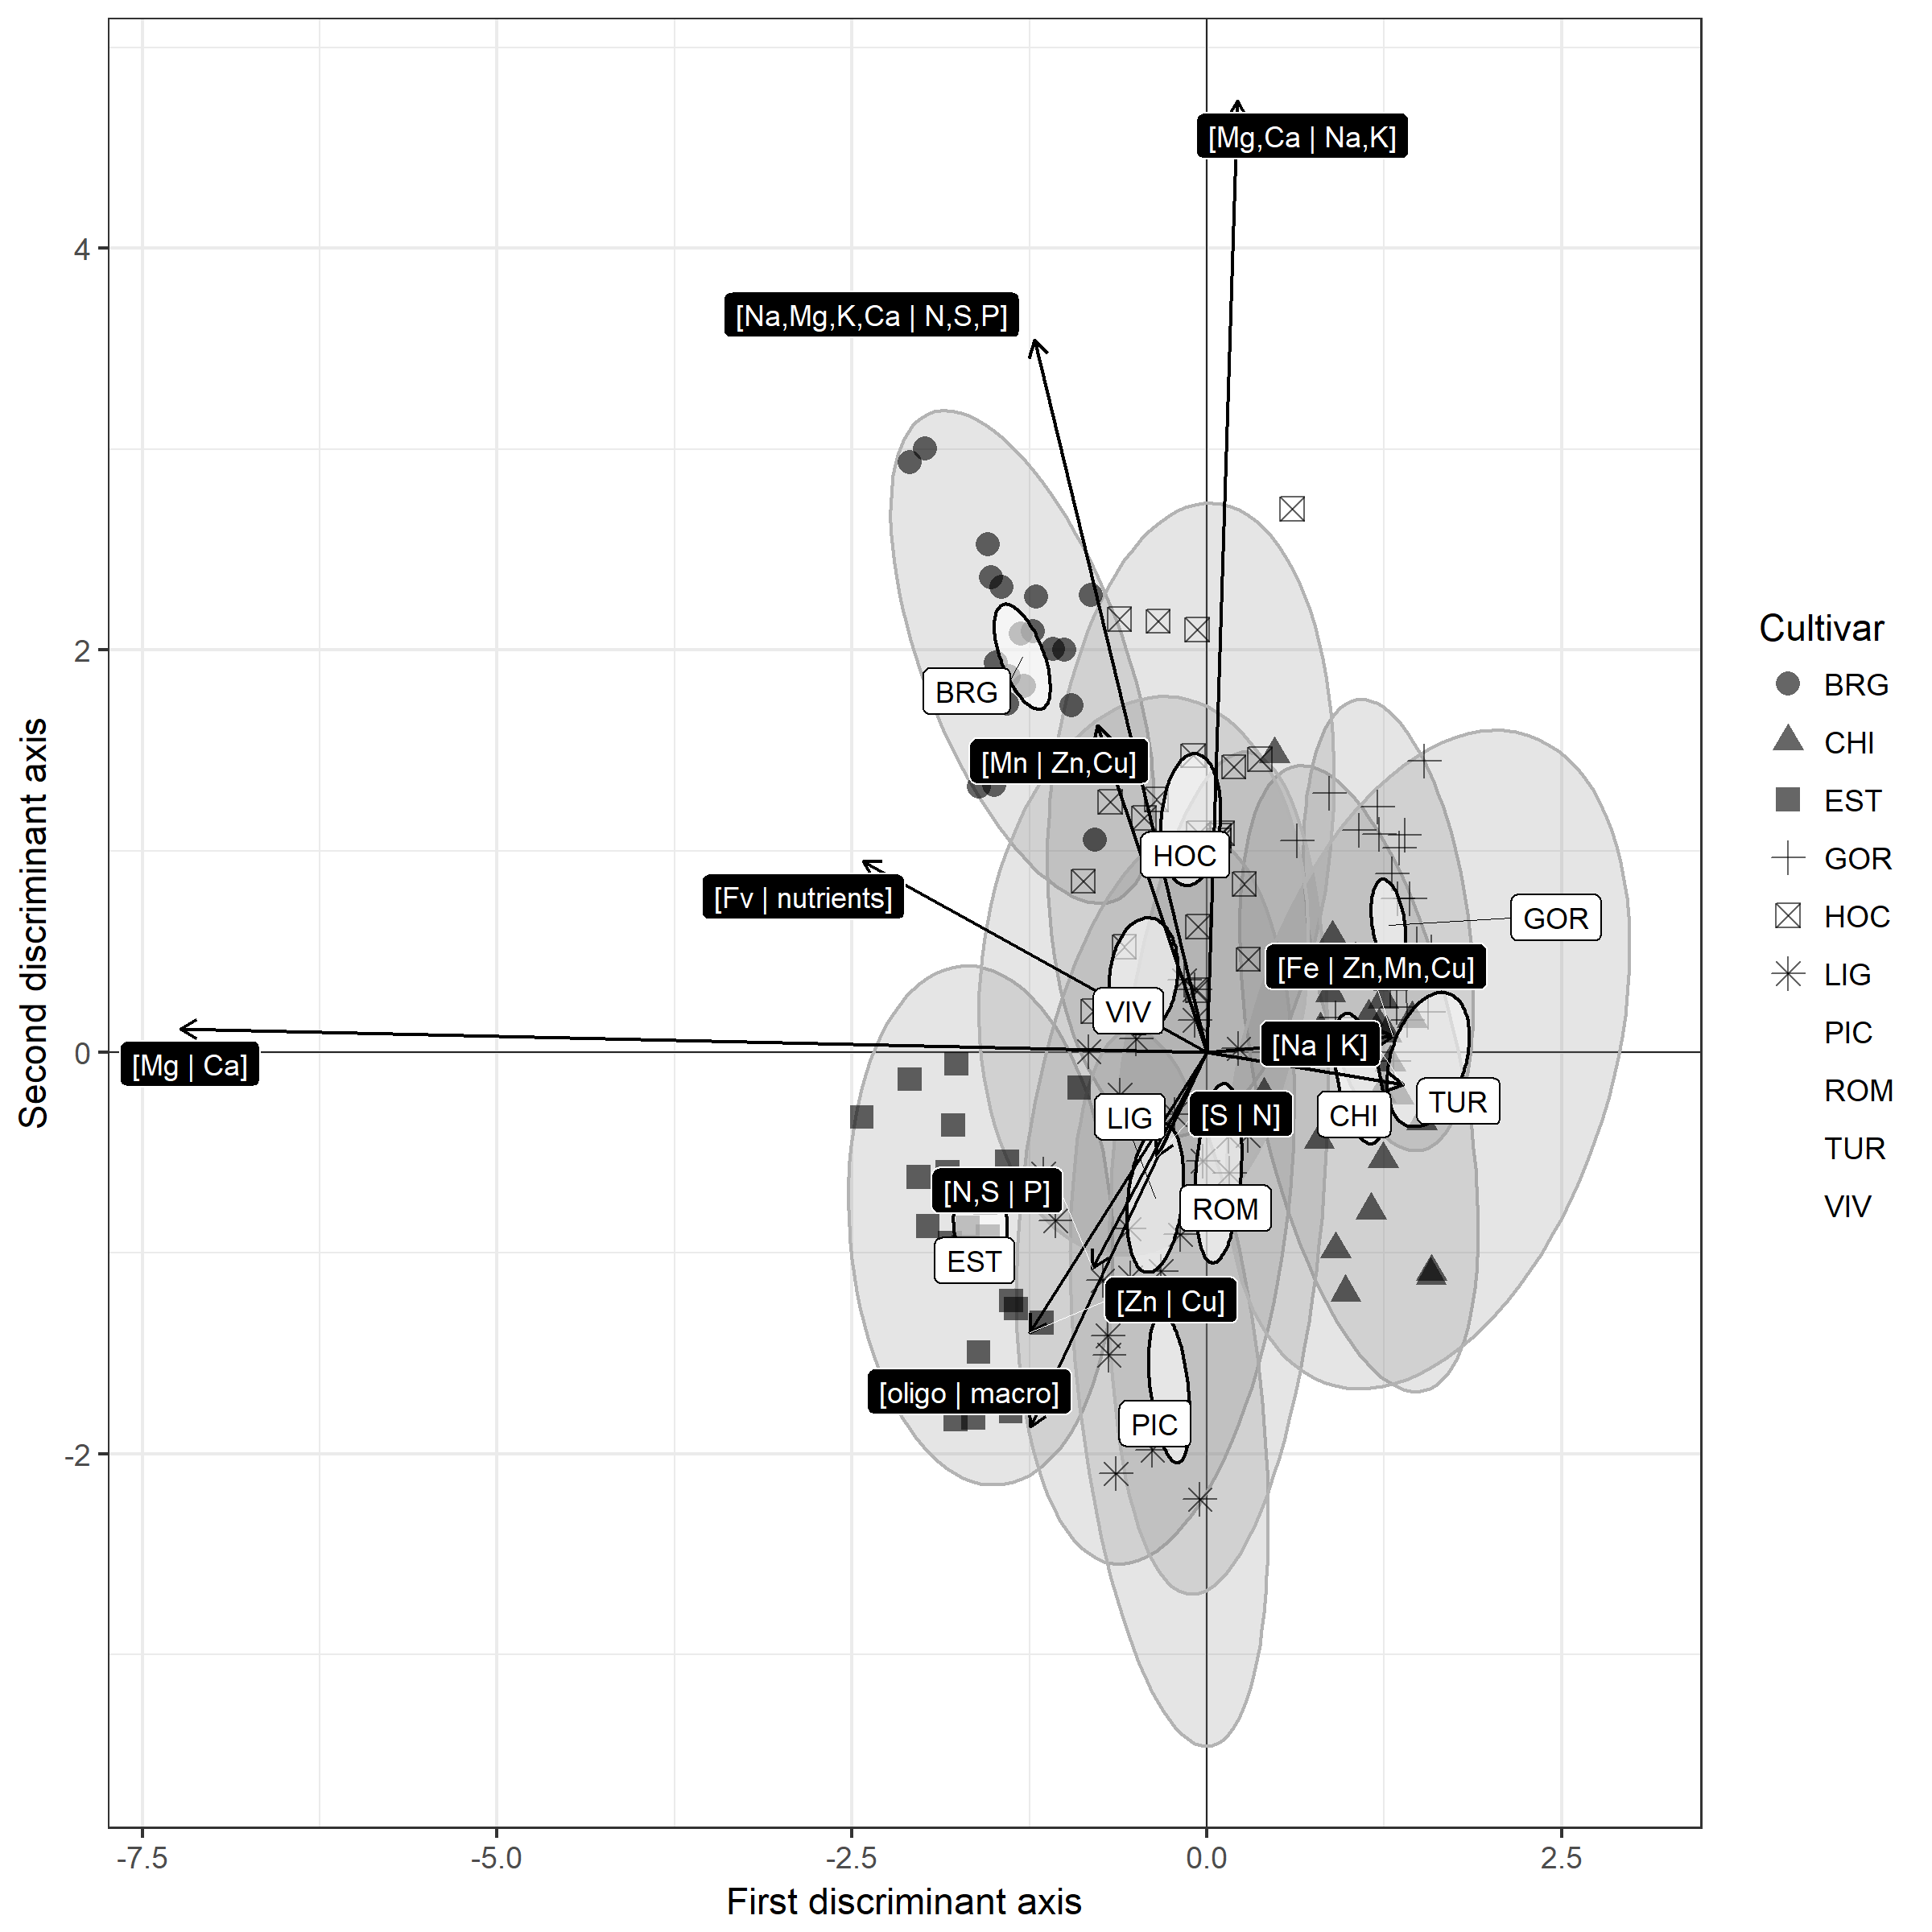 [Mg,Ca | Na,K]
4
[Na,Mg,K,Ca | N,S,P]
Cultivar
BRG
CHI
EST
GOR
HOC
LIG
PIC
ROM
TUR
VIV
2
BRG
[Mn | Zn,Cu]
HOC
[Fv | nutrients]
GOR
[Fe | Zn,Mn,Cu]
VIV
[Na | K]
0
[Mg | Ca]
TUR
LIG
[S | N]
CHI
[N,S | P]
ROM
EST
[Zn | Cu]
[oligo | macro]
PIC
-2
Second discriminant axis
-7.5
-5.0
-2.5
0.0
2.5
First discriminant axis